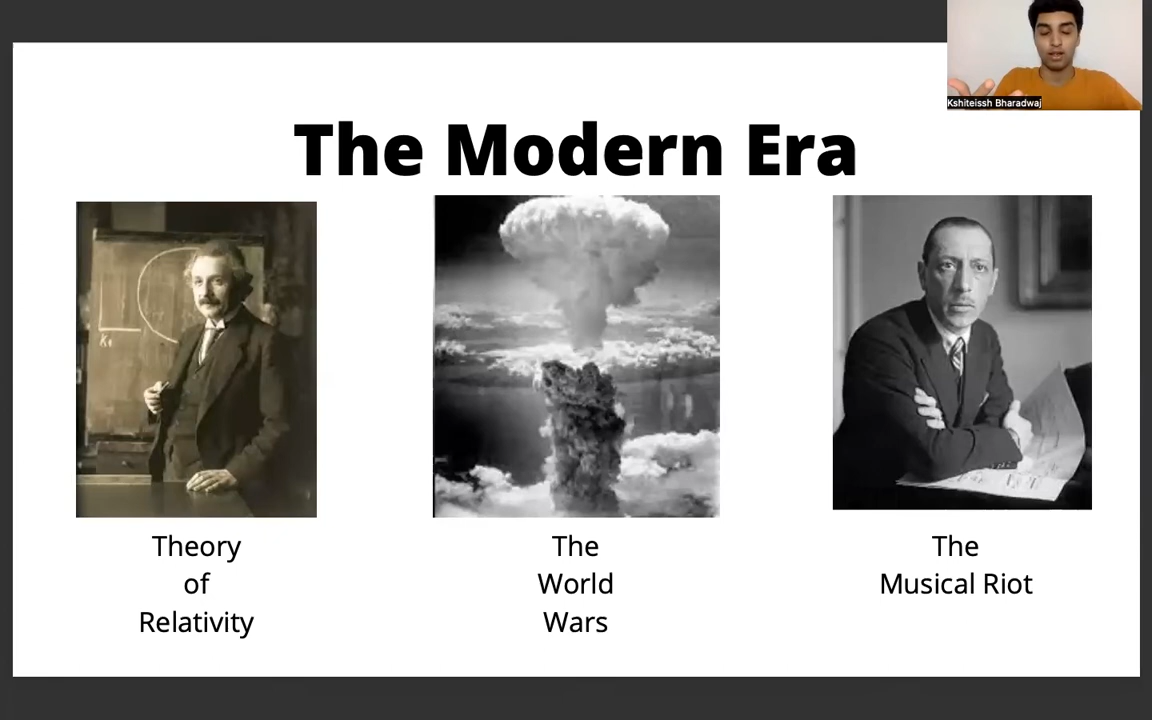 Kshiteissh Bharadwaj
The Modern Era
Theory
of
Relativity
The
World
Wars
The
Musical Riot